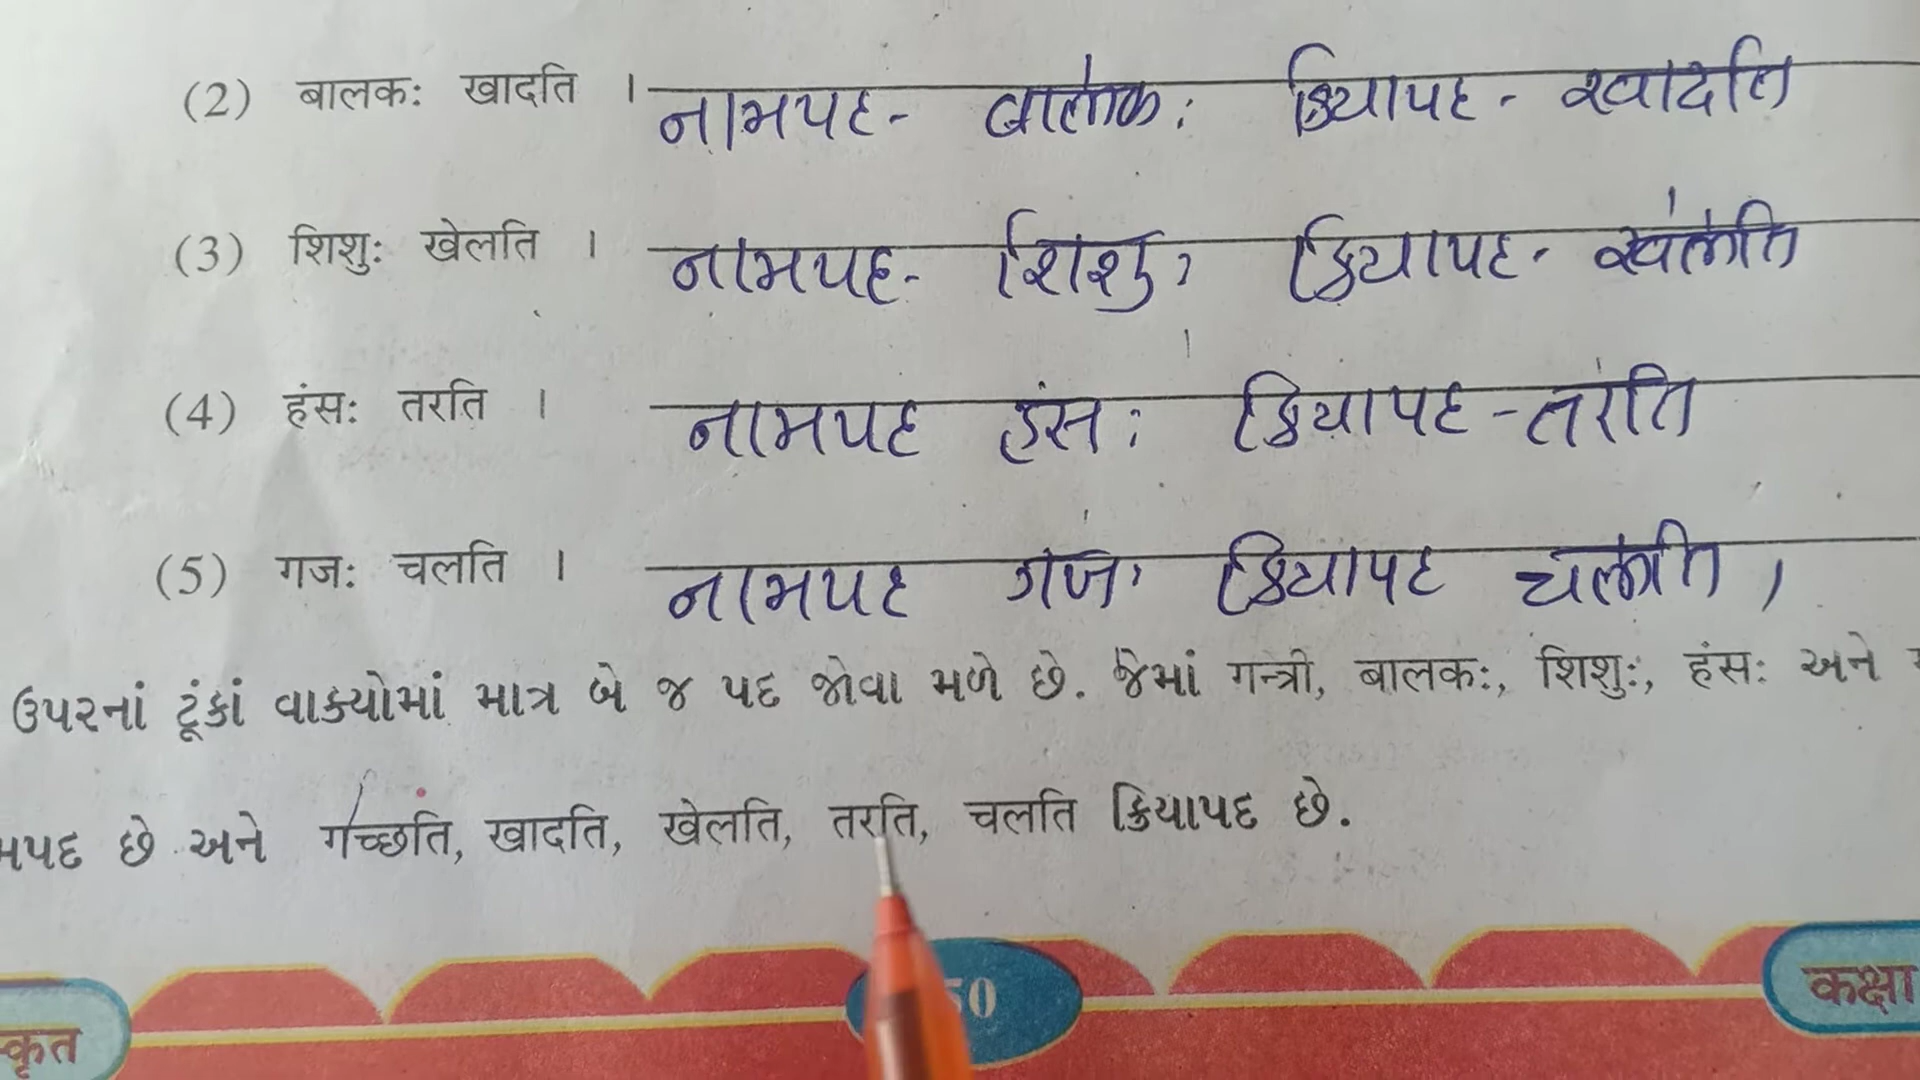 (2) बालकः खादति । नामपद - बालकः क्रियापद - खादति
(3) शिशुः खेलति । नामपद - शिशुः क्रियापद - खेलति
(4) हंसः तरति । नामपद हंसः क्रियापद - तरति
(5) गजः चलति । नामपद गजः क्रियापद चलति ।
ઉપરનાં ટૂંકાં વાક્યોમાં માત્ર બે જ પદ જોવા મળે છે. જેમાં गन्त्री, बालकः, शिशुः, हंसः અને
મપદ છે અને गच्छति, खादति, खेलति, तरति, चलति ક્રિયાપદ છે.
कृत 50 कक्षा